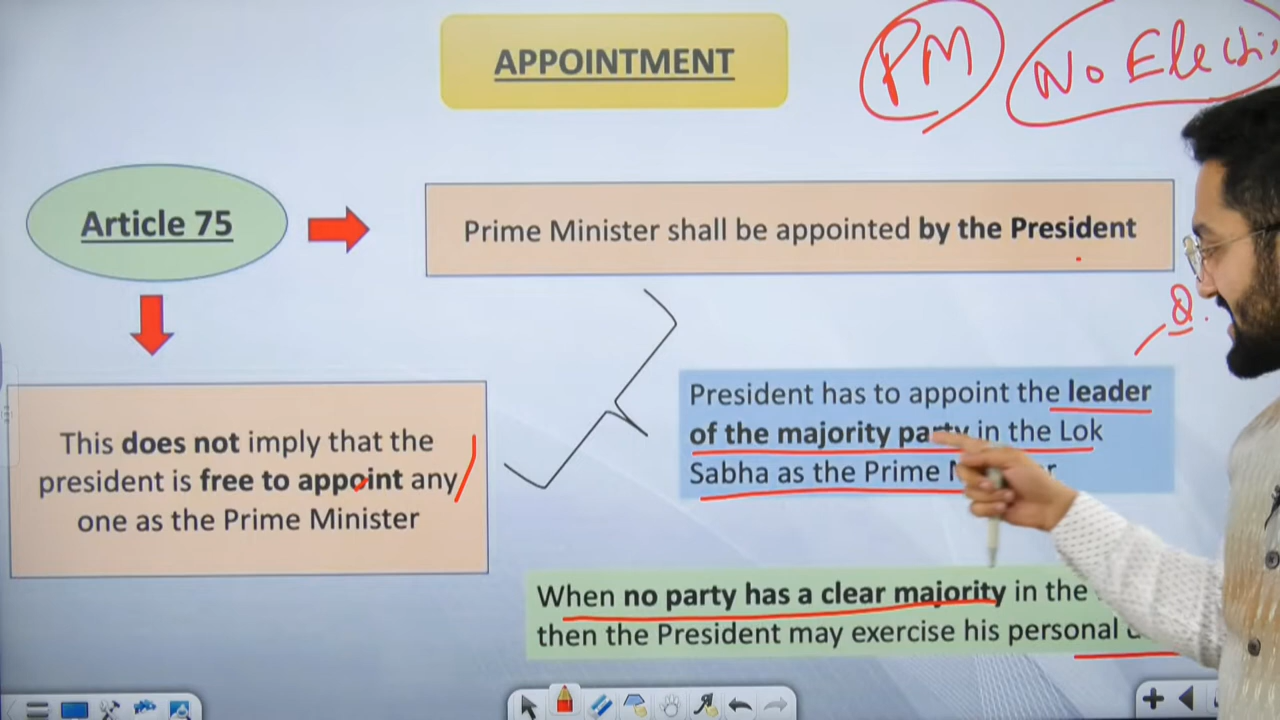 APPOINTMENT
PM
No Electi
Article 75
Prime Minister shall be appointed by the President
Q.
President has to appoint the leader
of the majority party in the Lok
Sabha as the Prime
This does not imply that the
president is free to appoint any
one as the Prime Minister
When no party has a clear majority in the
then the President may exercise his personal